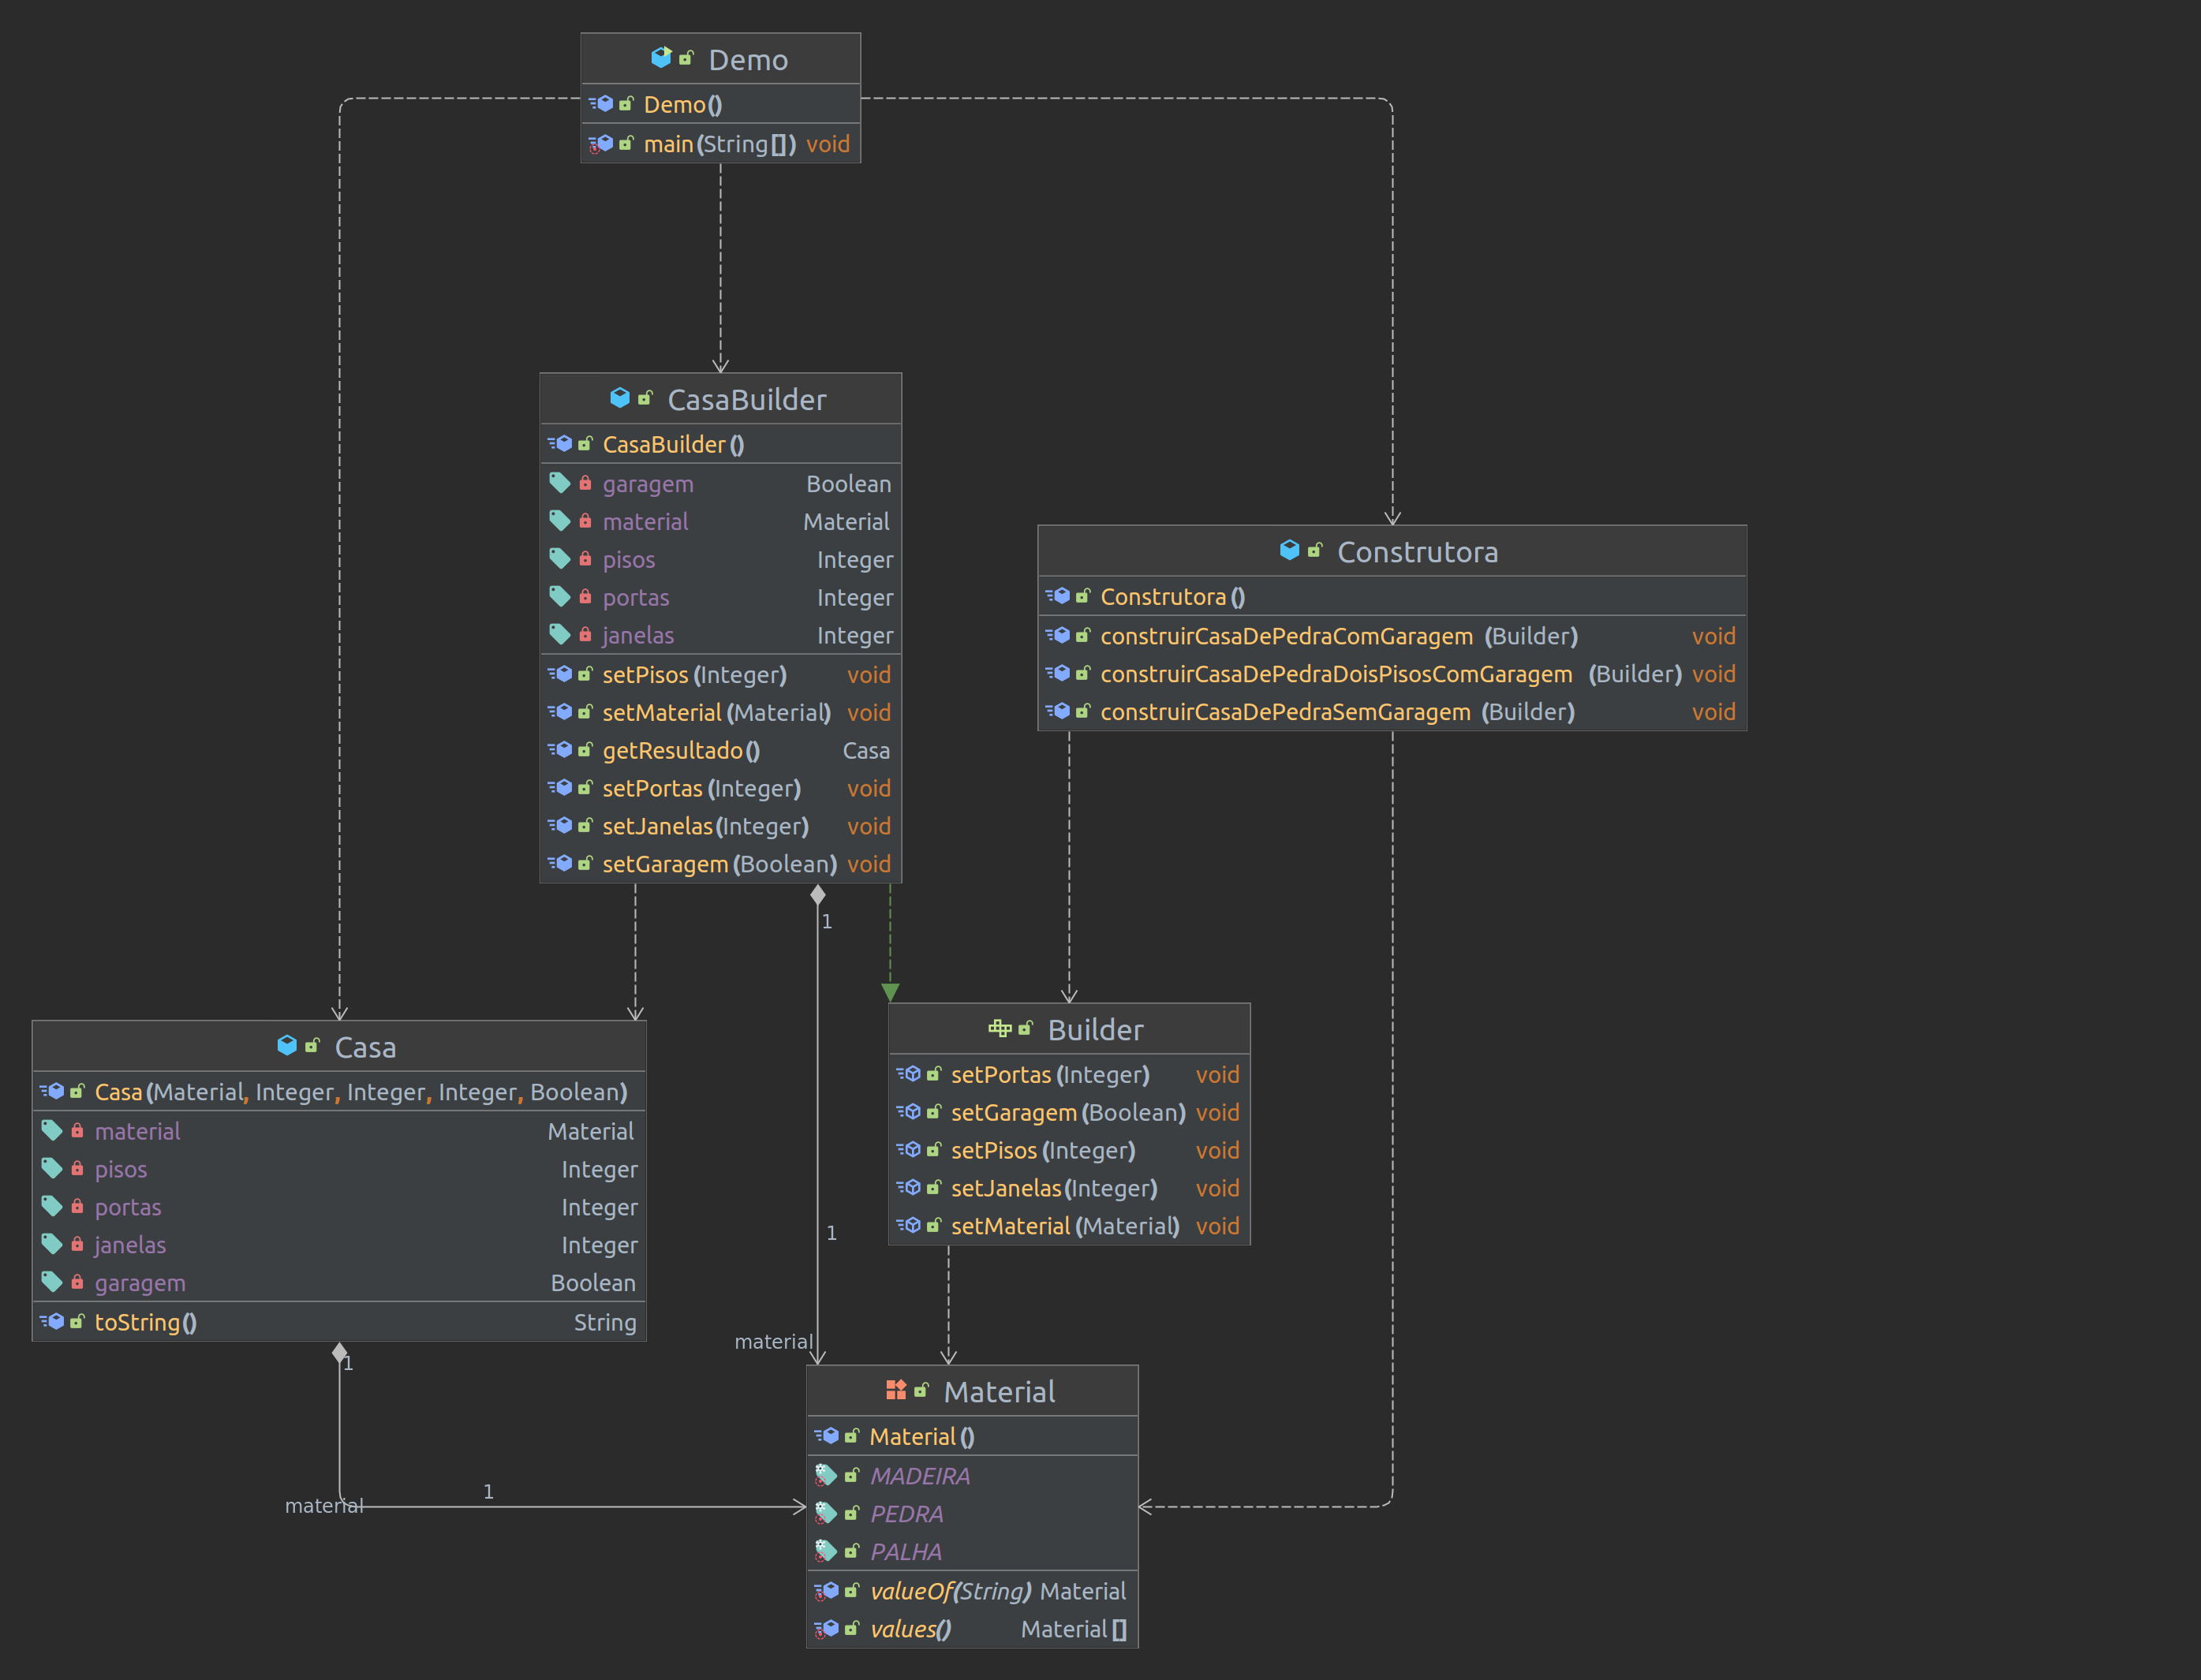 Demo
Demo()
main(String[]) void
CasaBuilder
CasaBuilder()
garagem Boolean
material Material
pisos Integer
portas Integer
janelas Integer
setPisos(Integer) void
setMaterial(Material) void
getResultado() Casa
setPortas(Integer) void
setJanelas(Integer) void
setGaragem(Boolean) void
1
Construtora
Construtora()
construirCasaDePedraComGaragem (Builder) void
construirCasaDePedraDoisPisosComGaragem (Builder) void
construirCasaDePedraSemGaragem (Builder) void
Casa
Casa(Material, Integer, Integer, Integer, Boolean)
material Material
pisos Integer
portas Integer
janelas Integer
garagem Boolean
toString() String
1
material
1
Builder
setPortas(Integer) void
setGaragem(Boolean) void
setPisos(Integer) void
setJanelas(Integer) void
setMaterial(Material) void
1
material
Material
Material()
MADEIRA
PEDRA
PALHA
valueOf(String) Material
values() Material[]